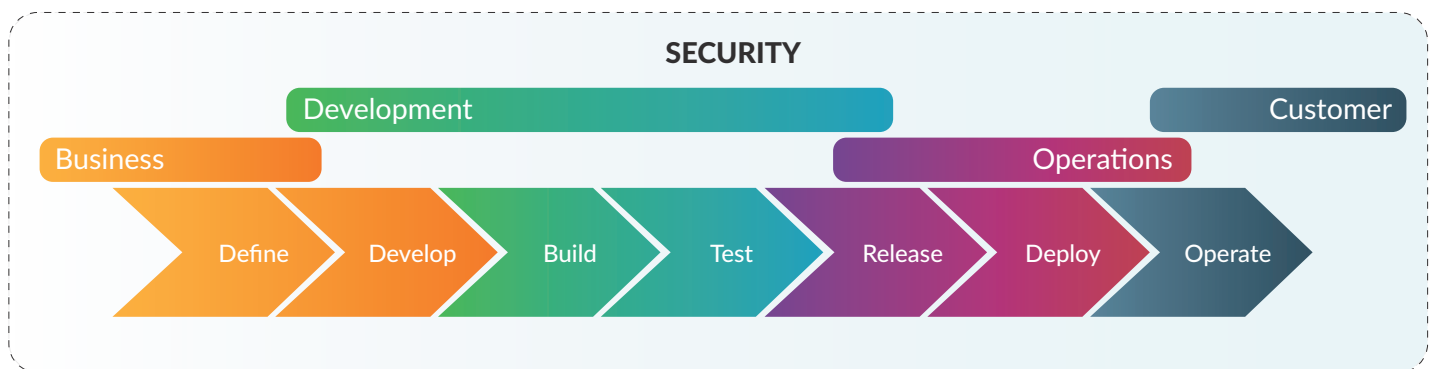 SECURITY
Development
Customer
Business
Operations
Define
Develop
Build
Test
Release
Deploy
Operate